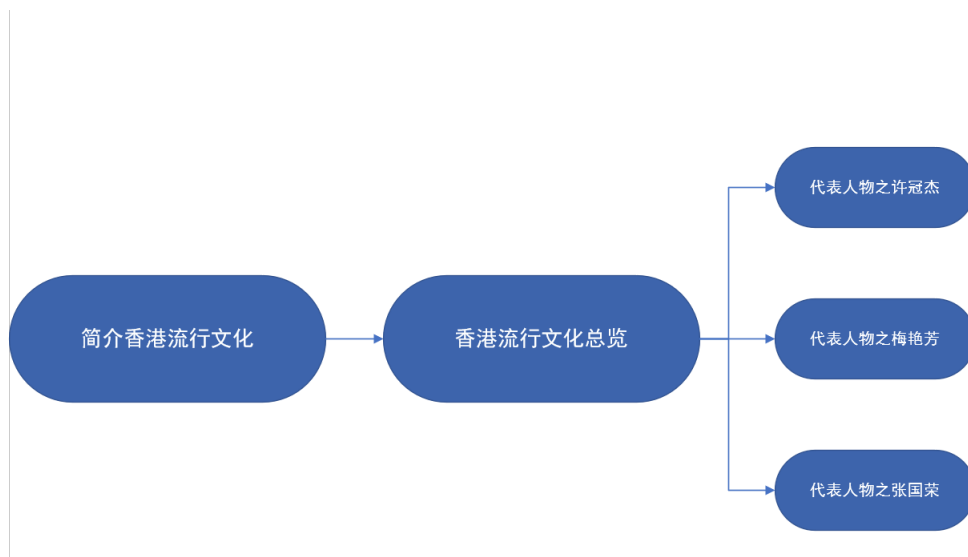 简介香港流行文化
香港流行文化总览
代表人物之许冠杰
代表人物之梅艳芳
代表人物之张国荣